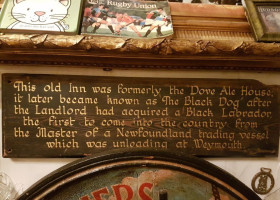 Rugby Union
This old Inn was formerly the Dove Ale House,
it later became known as 'The Black Dog' after
the Landlord had acquired a Black Labrador,
the first to come into the country, from
the Master of a Newfoundland trading vessel
which was unloading at Weymouth.
ERS